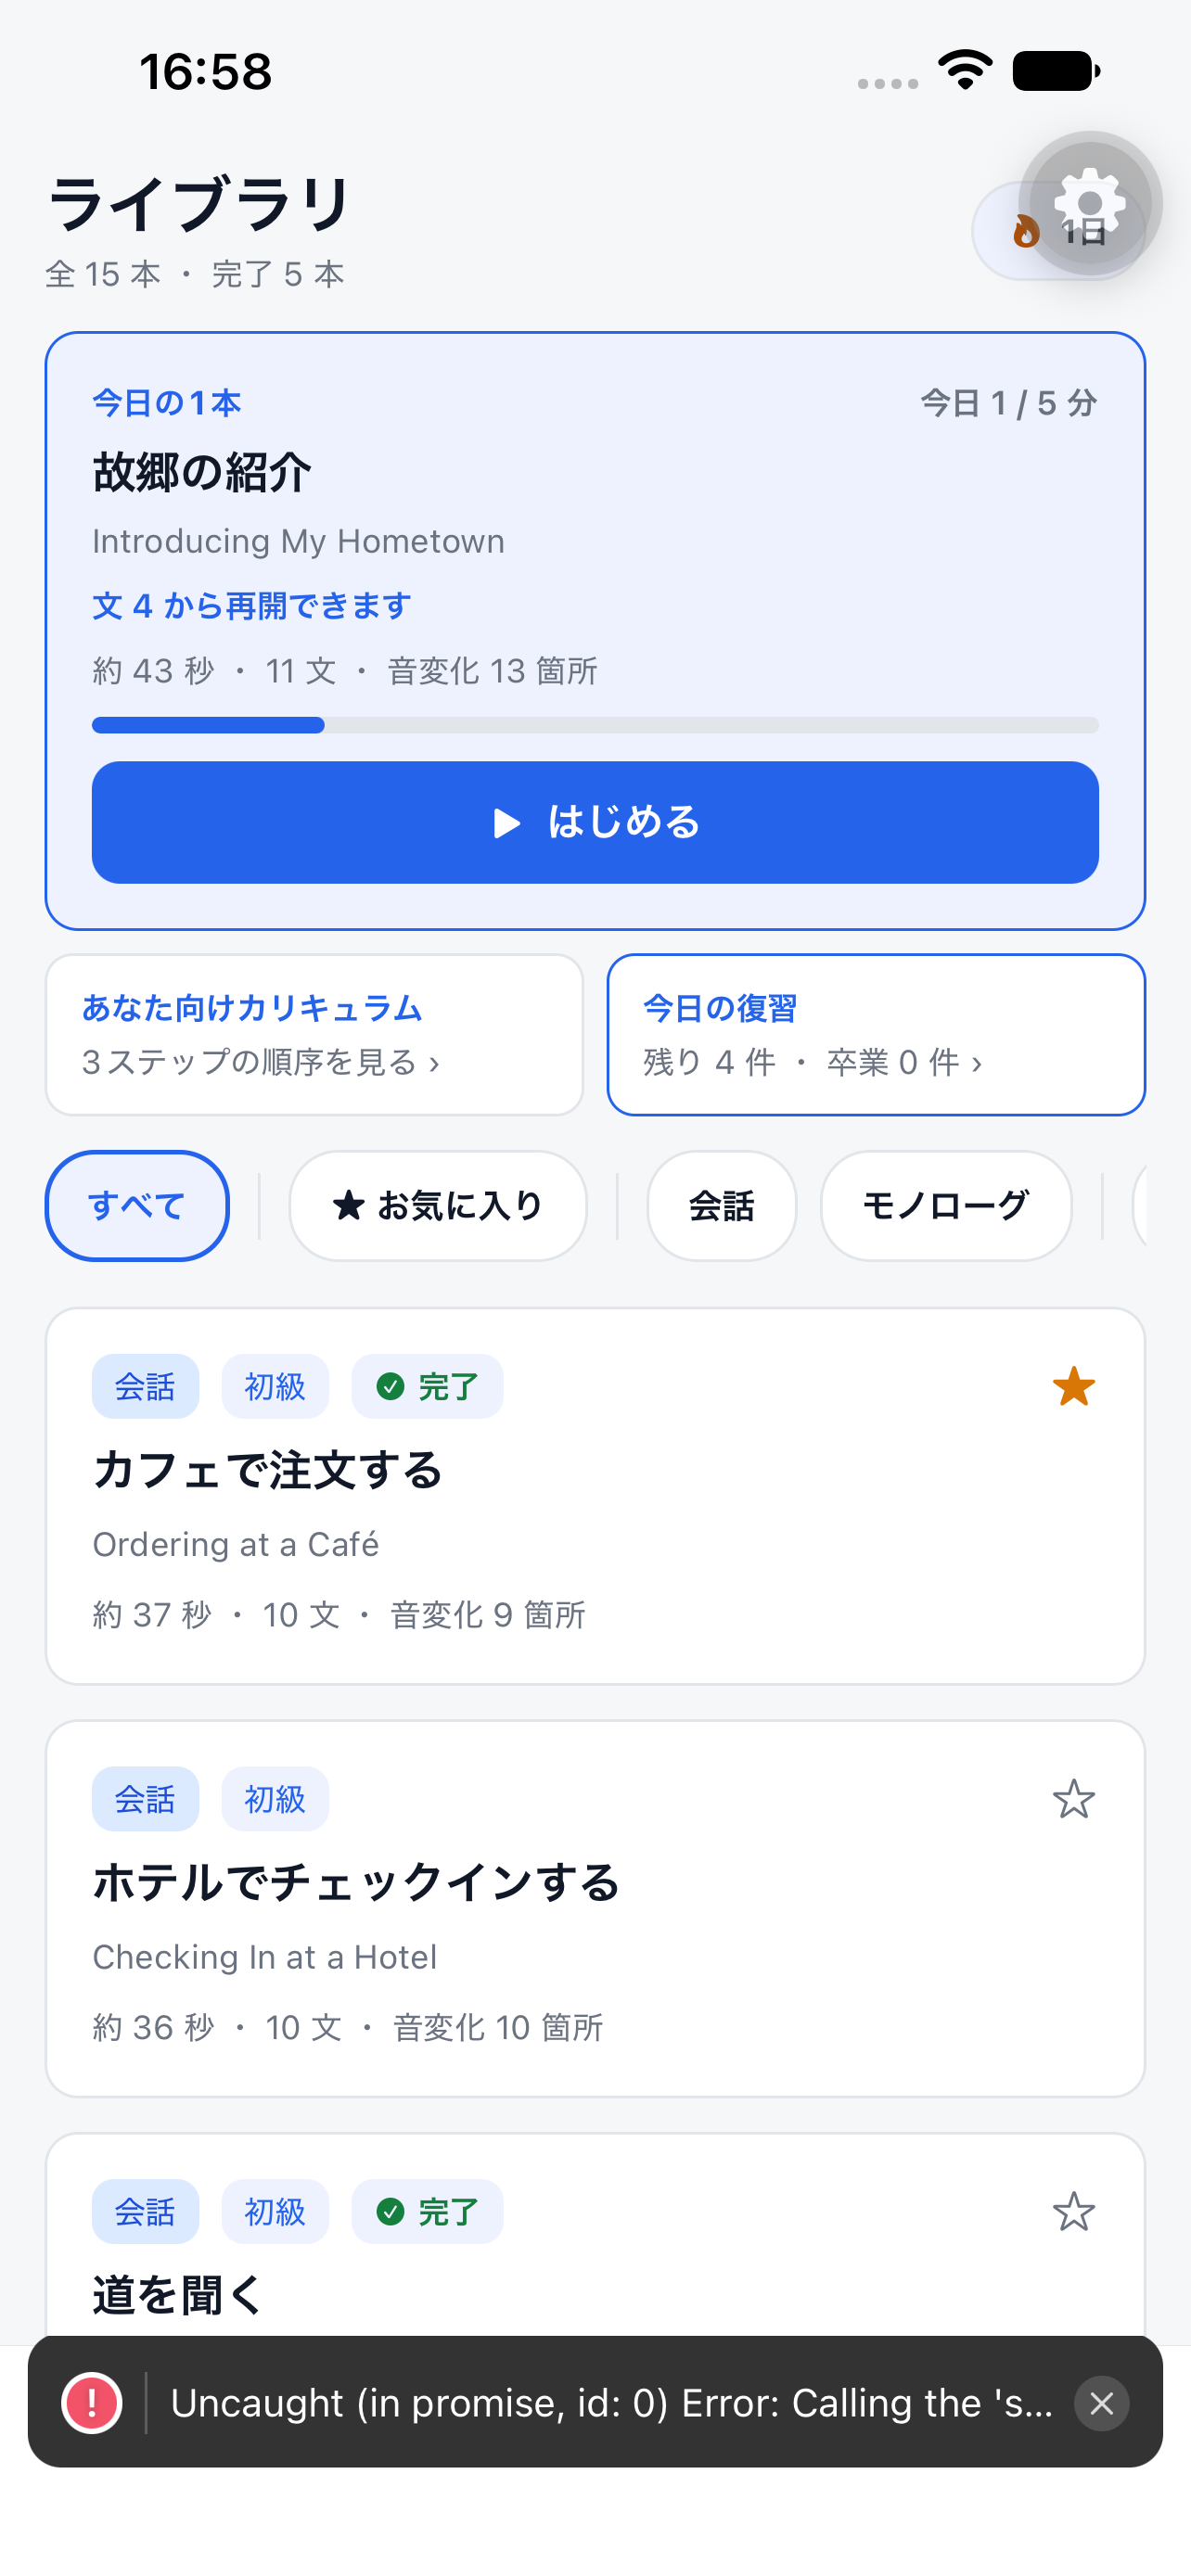 16:58
ライブラリ
全 15 本 ・ 完了 5 本
1日
今日の1本
今日 1 / 5 分
故郷の紹介
Introducing My Hometown
文 4 から再開できます
約 43 秒 ・ 11 文 ・ 音変化 13 箇所
はじめる
あなた向けカリキュラム
3ステップの順序を見る ›
今日の復習
残り 4 件 ・ 卒業 0 件 ›
すべて
★ お気に入り
会話
モノローグ
会話
初級
完了
カフェで注文する
Ordering at a Café
約 37 秒 ・ 10 文 ・ 音変化 9 箇所
会話
初級
ホテルでチェックインする
Checking In at a Hotel
約 36 秒 ・ 10 文 ・ 音変化 10 箇所
会話
初級
完了
道を聞く
Uncaught (in promise, id: 0) Error: Calling the 's...